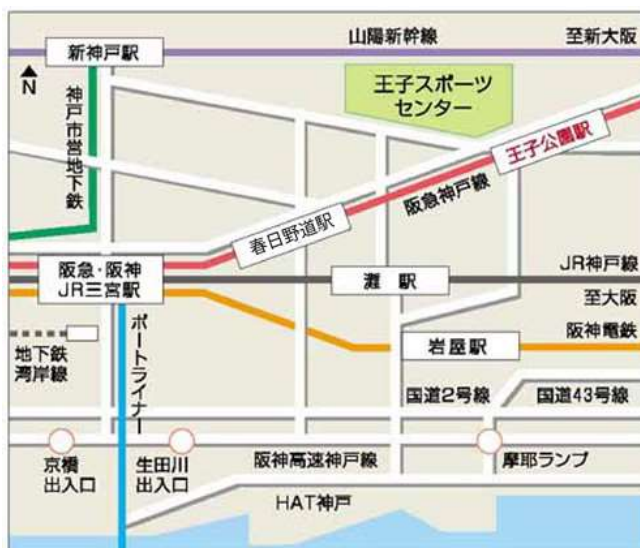 山陽新幹線
至新大阪
新神戸駅
N
神戸市営地下鉄
王子スポーツ
センター
王子公園駅
阪急神戸線
春日野道駅
阪急・阪神
JR三宮駅
灘 駅
JR神戸線
至大阪
阪神電鉄
岩屋駅
地下鉄
湾岸線
ポートライナー
国道2号線
国道43号線
京橋
出入口
生田川
出入口
阪神高速神戸線
摩耶ランプ
HAT神戸